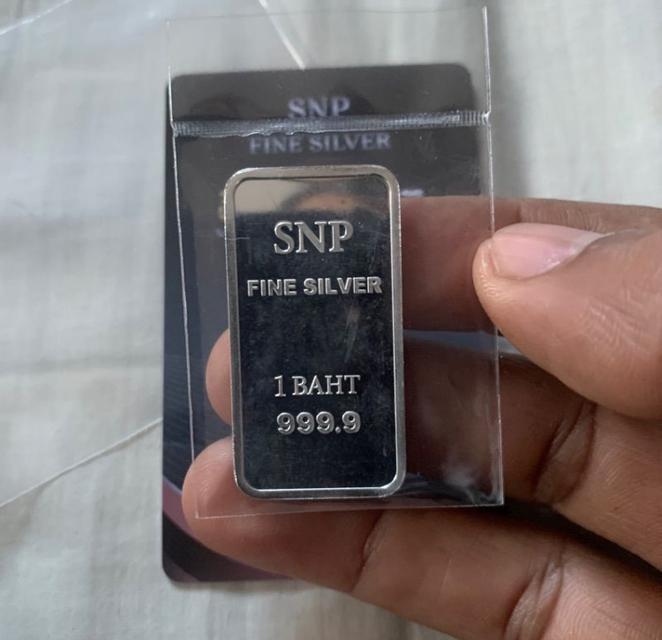 SNP
FINE SILVER
SNP
FINE SILVER
1 BAHT
999.9